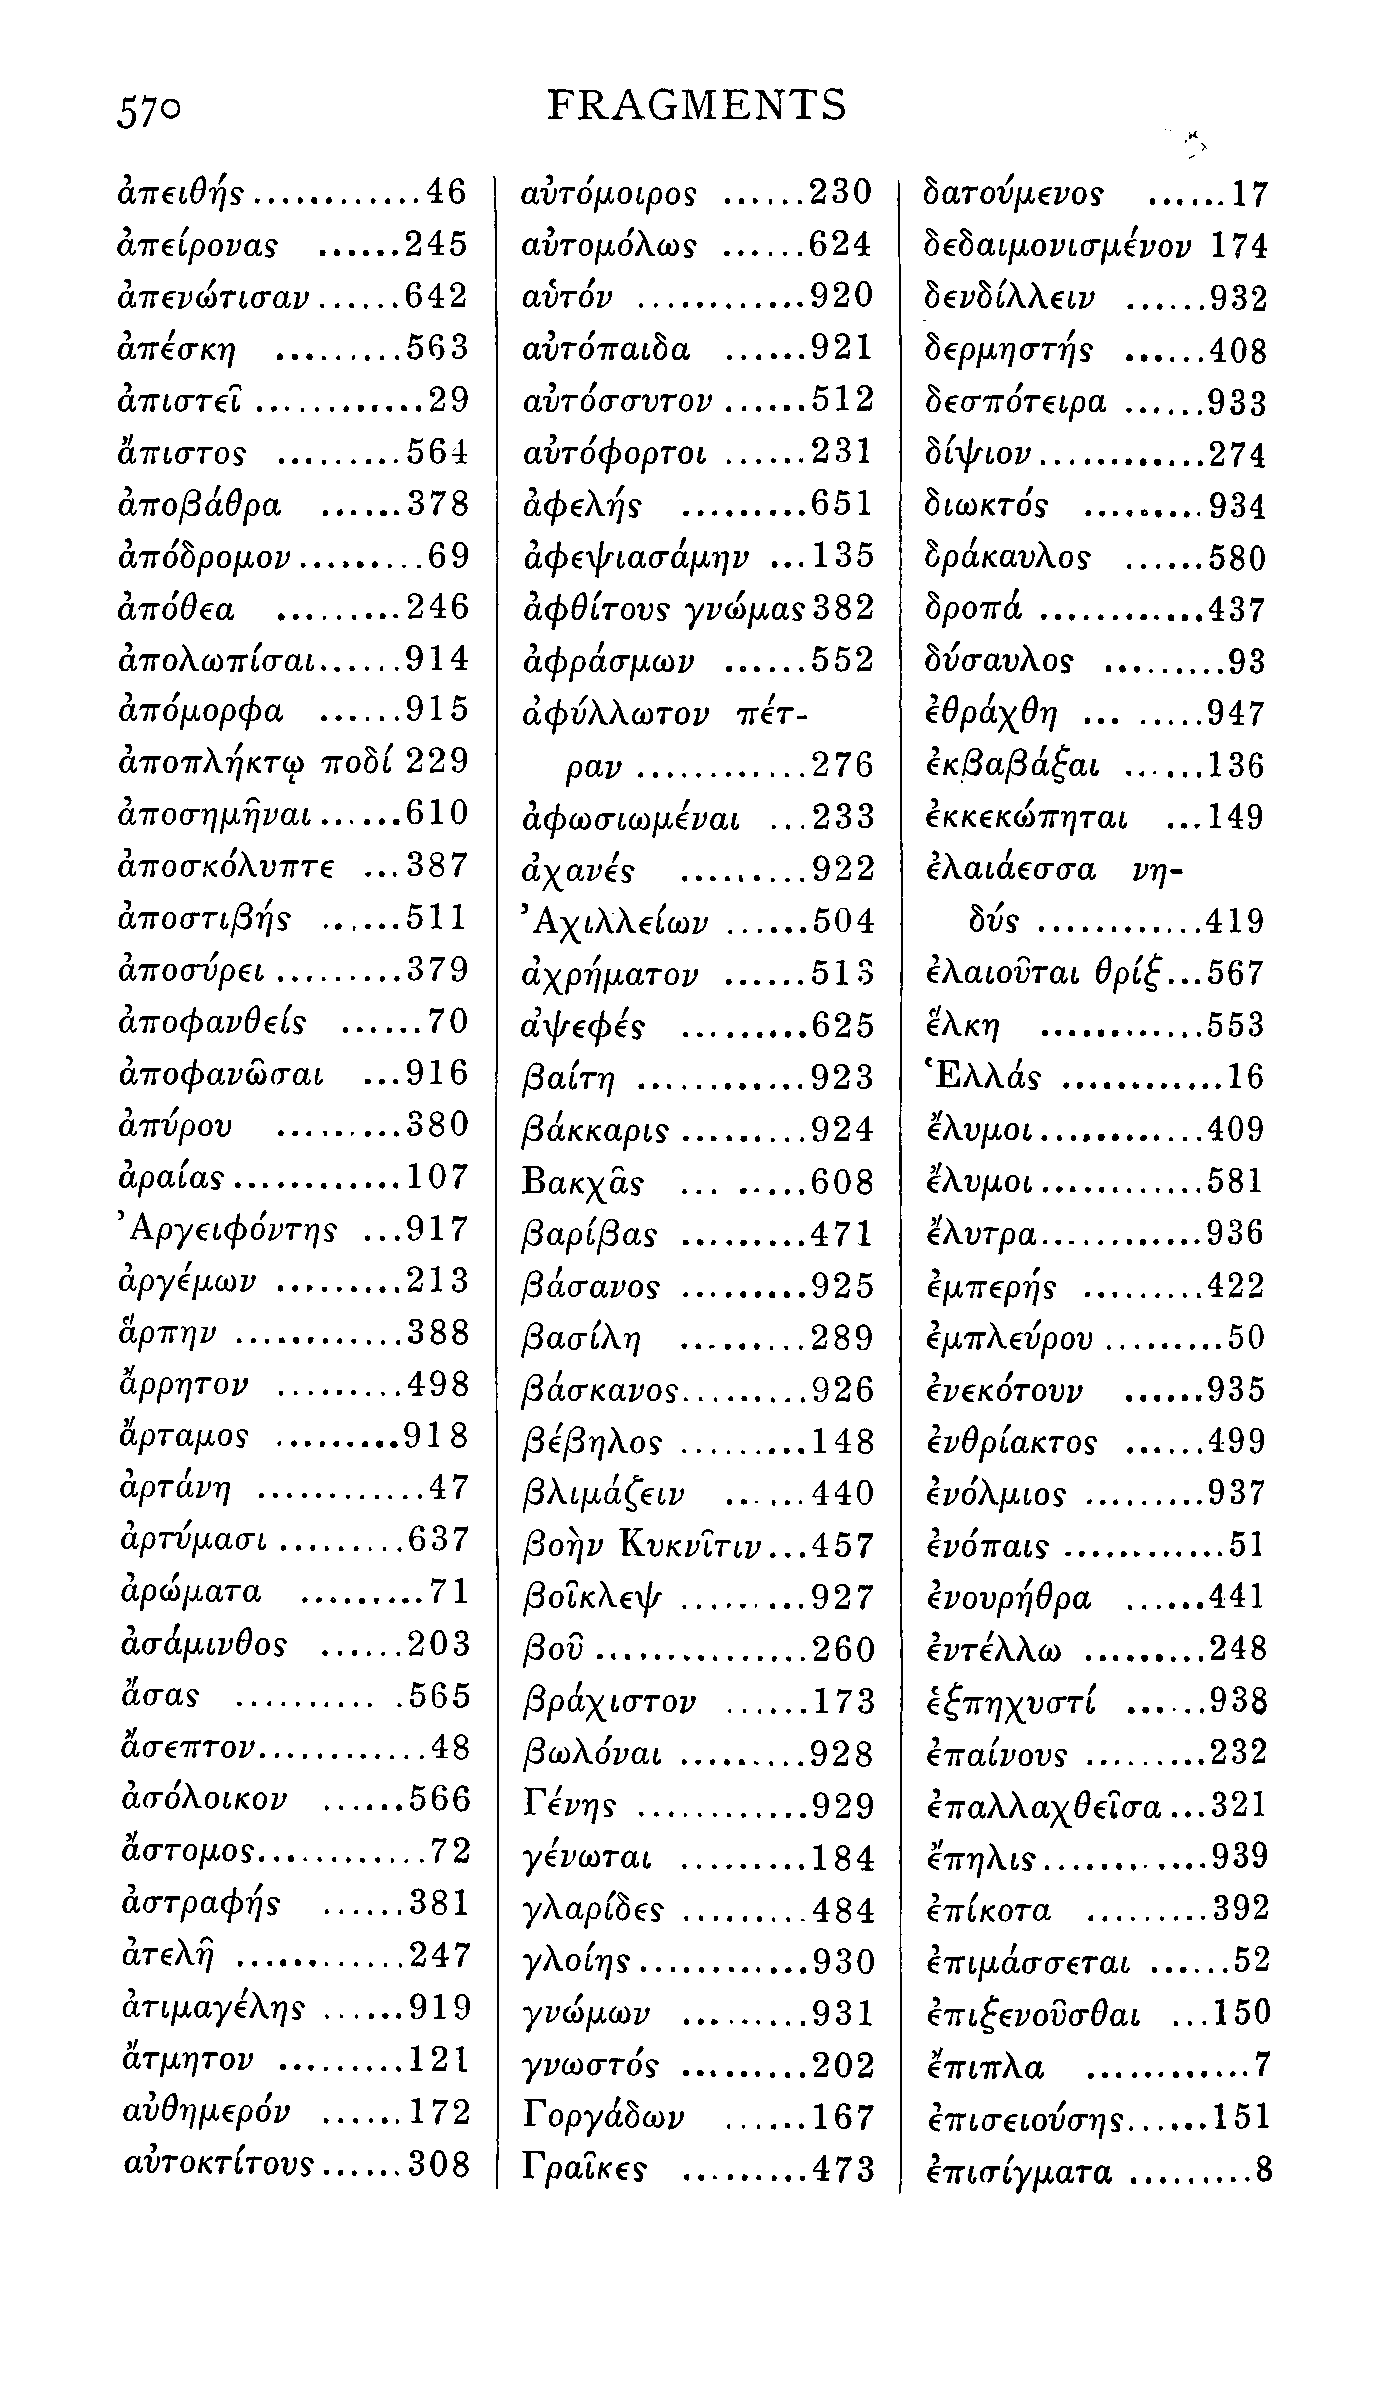 570 FRAGMENTS
ἀπειθής............46
ἀπείρονας ......245
ἀπενώτισαν......642
ἀπέσκη .........563
ἀπιστεῖ............29
ἄπιστος .........564
ἀποβάθρα ......378
ἀπόδρομον.........69
ἀπόθεα .........246
ἀπολωπίσαι......914
ἀπόμορφα ......915
ἀποπλήκτῳ ποδί 229
ἀποσημῆναι......610
ἀποσκόλυπτε ...387
ἀποστιβής ......511
ἀποσύρει.........379
ἀποφανθείς ......70
ἀποφανῶσαι ...916
ἀπύρου .........380
ἀραίας............107
Ἀργειφόντης ...917
ἀργέμων .........213
ἅρπην ............388
ἄρρητον .........498
ἄρταμος .........918
ἀρτάνη ............47
ἀρτύμασι.........637
ἀρώματα .........71
ἀσάμινθος ......203
ἄσας ...........565
ἄσεπτον............48
ἀσόλοικον ......566
ἄστομος............72
ἀστραφής ......381
ἀτελῆ ............247
ἀτιμαγέλης ......919
ἄτμητον .........121
αὐθημερόν ......172
αὐτοκτίτους......308
αὐτόμοιρος ......230
αὐτομόλως ......624
αὑτόν ............920
αὐτόπαιδα ......921
αὐτόσσυτον......512
αὐτόφορτοι ......231
ἀφελής .........651
ἀφεψιασάμην ...135
ἀφθίτους γνώμας 382
ἀφράσμων ......552
ἀφύλλωτον πέτ-
ραν ............276
ἀφωσιωμέναι ...233
ἀχανές .........922
Ἀχιλλείων ......504
ἀχρήματον ......513
ἀψεφές .........625
βαίτη ............923
βάκκαρις.........924
Βακχᾶς ... ......608
βαρίβας .........471
βάσανος .........925
βασίλη .........289
βάσκανος.........926
βέβηλος .........148
βλιμάζειν ......440
βοὴν Κυκνῖτιν...457
βοῖκλεψ .........927
βοῦ ...............260
βράχιστον ......173
βωλόναι .........928
Γένης ............929
γένωται .........184
γλαρίδες .........484
γλοίης............930
γνώμων .........931
γνωστός .........202
Γοργάδων ......167
Γραῖκες .........473
δατούμενος ......17
δεδαιμονισμένον 174
δενδίλλειν ......932
δερμηστής ......408
δεσπότειρα ......933
δίψιον............274
διωκτός .........934
δράκαυλος ......580
δροπά ............437
δύσαυλος .........93
ἐθράχθη ... .....947
ἐκβαβάξαι ......136
ἐκκεκώπηται ...149
ἐλαιάεσσα νη-
δύς ............419
ἐλαιοῦται θρίξ...567
ἕλκη ............553
Ἑλλάς ............16
ἔλυμοι............409
ἔλυμοι............581
ἔλυτρα............936
ἐμπερής .........422
ἐμπλεύρου .........50
ἐνεκότουν ......935
ἐνθρίακτος ......499
ἐνόλμιος .........937
ἐνόπαις ............51
ἐνουρήθρα ......441
ἐντέλλω .........248
ἑξπηχυστί ......938
ἐπαίνους .........232
ἐπαλλαχθεῖσα...321
ἔπηλις............939
ἐπίκοτα .........392
ἐπιμάσσεται ......52
ἐπιξενοῦσθαι ...150
ἔπιπλα ............7
ἐπισειούσης......151
ἐπισίγματα .........8